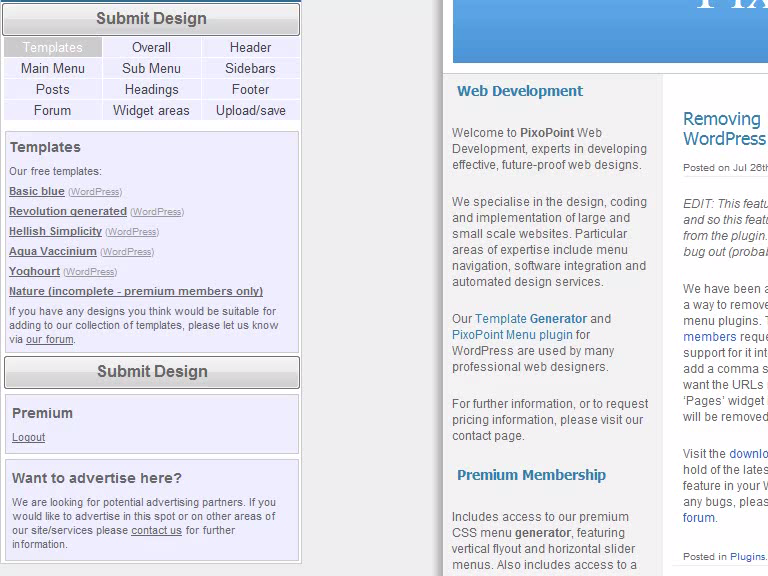 Submit Design
Templates Overall Header
Main Menu Sub Menu Sidebars
Posts Headings Footer
Forum Widget areas Upload/save
Templates
Our free templates:
Basic blue (WordPress)
Revolution generated (WordPress)
Hellish Simplicity (WordPress)
Aqua Vaccinium (WordPress)
Yoghourt (WordPress)
Nature (incomplete - premium members only)
If you have any designs you think would be suitable for
adding to our collection of templates, please let us know
via our forum.
Submit Design
Premium
Logout
Want to advertise here?
We are looking for potential advertising partners. If you
would like to advertise in this spot or on other areas of
our site/services please contact us for further
information.
Web Development
Welcome to PixoPoint Web
Development, experts in developing
effective, future-proof web designs.
We specialise in the design, coding
and implementation of large and
small scale websites. Particular
areas of expertise include menu
navigation, software integration and
automated design services.
Our Template Generator and
PixoPoint Menu plugin for
WordPress are used by many
professional web designers.
For further information, or to request
pricing information, please visit our
contact page.
Premium Membership
Includes access to our premium
CSS menu generator, featuring
vertical flyout and horizontal slider
menus. Also includes access to a
Removing
WordPress
Posted on Jul 26th
EDIT: This featu
and so this featu
from the plugin.
bug out (probab
We have been a
a way to remove
menu plugins. T
members reque
support for it int
add a comma s
want the URLs
'Pages' widget
will be removed
Visit the downlo
hold of the lates
feature in your W
any bugs, pleas
forum.
Posted in Plugins.